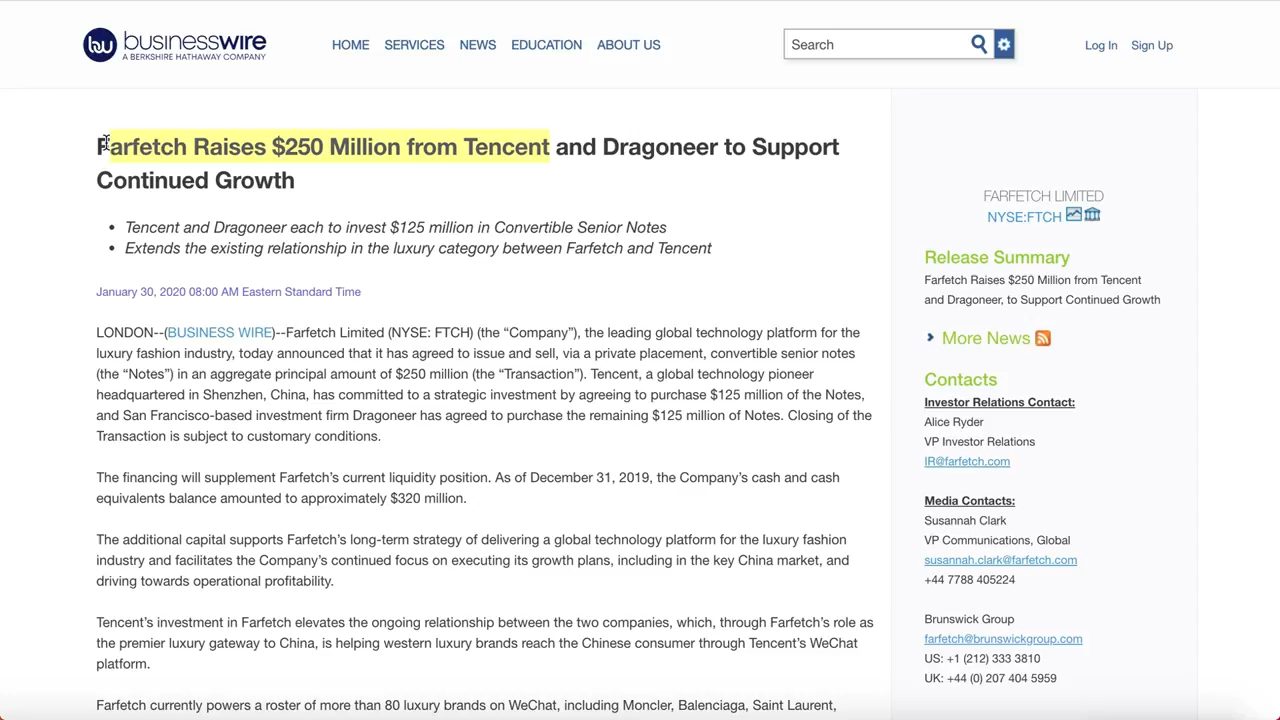 bw businesswire
A BERKSHIRE HATHAWAY COMPANY
HOME SERVICES NEWS EDUCATION ABOUT US
Search
Log In Sign Up
Farfetch Raises $250 Million from Tencent and Dragoneer to Support
Continued Growth
• Tencent and Dragoneer each to invest $125 million in Convertible Senior Notes
• Extends the existing relationship in the luxury category between Farfetch and Tencent
January 30, 2020 08:00 AM Eastern Standard Time
LONDON--(BUSINESS WIRE)--Farfetch Limited (NYSE: FTCH) (the “Company”), the leading global technology platform for the
luxury fashion industry, today announced that it has agreed to issue and sell, via a private placement, convertible senior notes
(the “Notes”) in an aggregate principal amount of $250 million (the “Transaction”). Tencent, a global technology pioneer
headquartered in Shenzhen, China, has committed to a strategic investment by agreeing to purchase $125 million of the Notes,
and San Francisco-based investment firm Dragoneer has agreed to purchase the remaining $125 million of Notes. Closing of the
Transaction is subject to customary conditions.
The financing will supplement Farfetch’s current liquidity position. As of December 31, 2019, the Company’s cash and cash
equivalents balance amounted to approximately $320 million.
The additional capital supports Farfetch’s long-term strategy of delivering a global technology platform for the luxury fashion
industry and facilitates the Company’s continued focus on executing its growth plans, including in the key China market, and
driving towards operational profitability.
Tencent’s investment in Farfetch elevates the ongoing relationship between the two companies, which, through Farfetch’s role as
the premier luxury gateway to China, is helping western luxury brands reach the Chinese consumer through Tencent’s WeChat
platform.
Farfetch currently powers a roster of more than 80 luxury brands on WeChat, including Moncler, Balenciaga, Saint Laurent,
FARFETCH LIMITED
NYSE:FTCH
Release Summary
Farfetch Raises $250 Million from Tencent
and Dragoneer, to Support Continued Growth
More News
Contacts
Investor Relations Contact:
Alice Ryder
VP Investor Relations
IR@farfetch.com
Media Contacts:
Susannah Clark
VP Communications, Global
susannah.clark@farfetch.com
+44 7788 405224
Brunswick Group
farfetch@brunswickgroup.com
US: +1 (212) 333 3810
UK: +44 (0) 207 404 5959